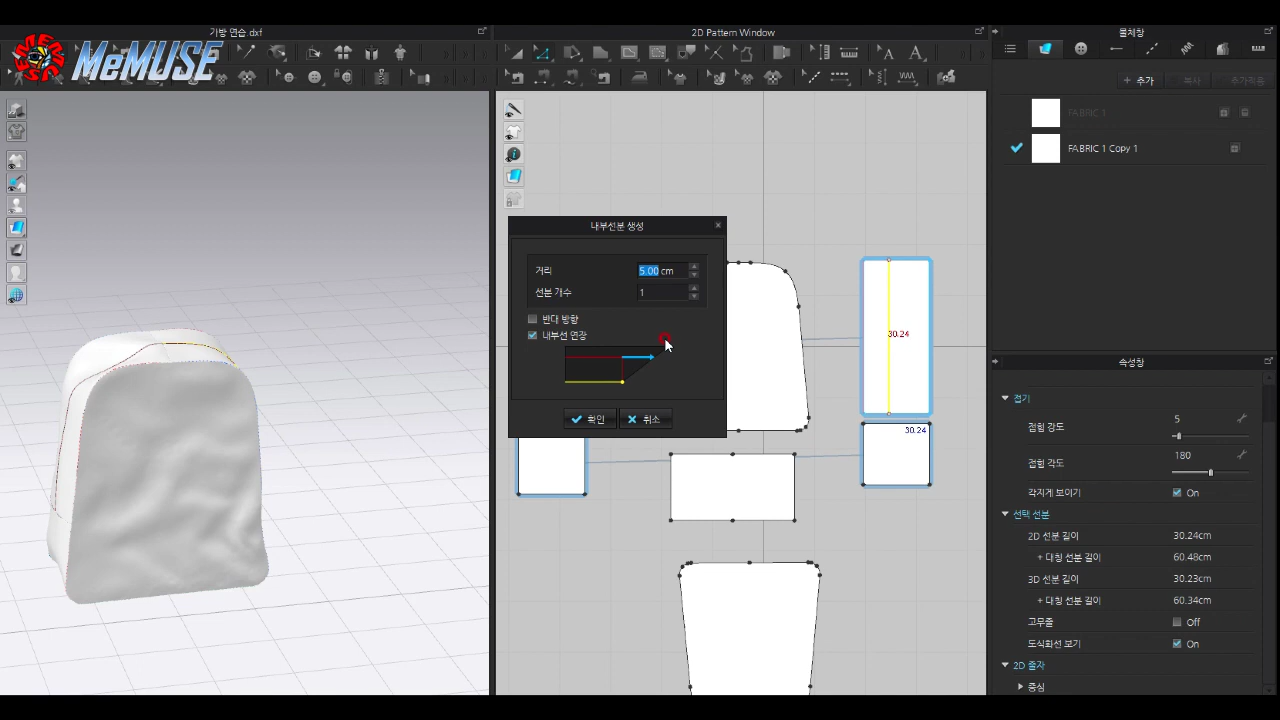 가방 연습.dxf
2D Pattern Window
물체창
MeMUSE
추가
복사
FABRIC 1
FABRIC 1 Copy 1
내부선분 생성
거리
5.00 cm
선분 개수
1
반대 방향
내부선 연장
확인
취소
30.24
30.24
속성창
접기
접힘 강도
5
접힘 각도
180
각지게 보이기
On
선택 선분
2D 선분 길이
30.24cm
+ 대칭 선분 길이
60.48cm
3D 선분 길이
30.23cm
+ 대칭 선분 길이
60.34cm
고무줄
Off
도식화선 보기
On
2D 줄자
중심